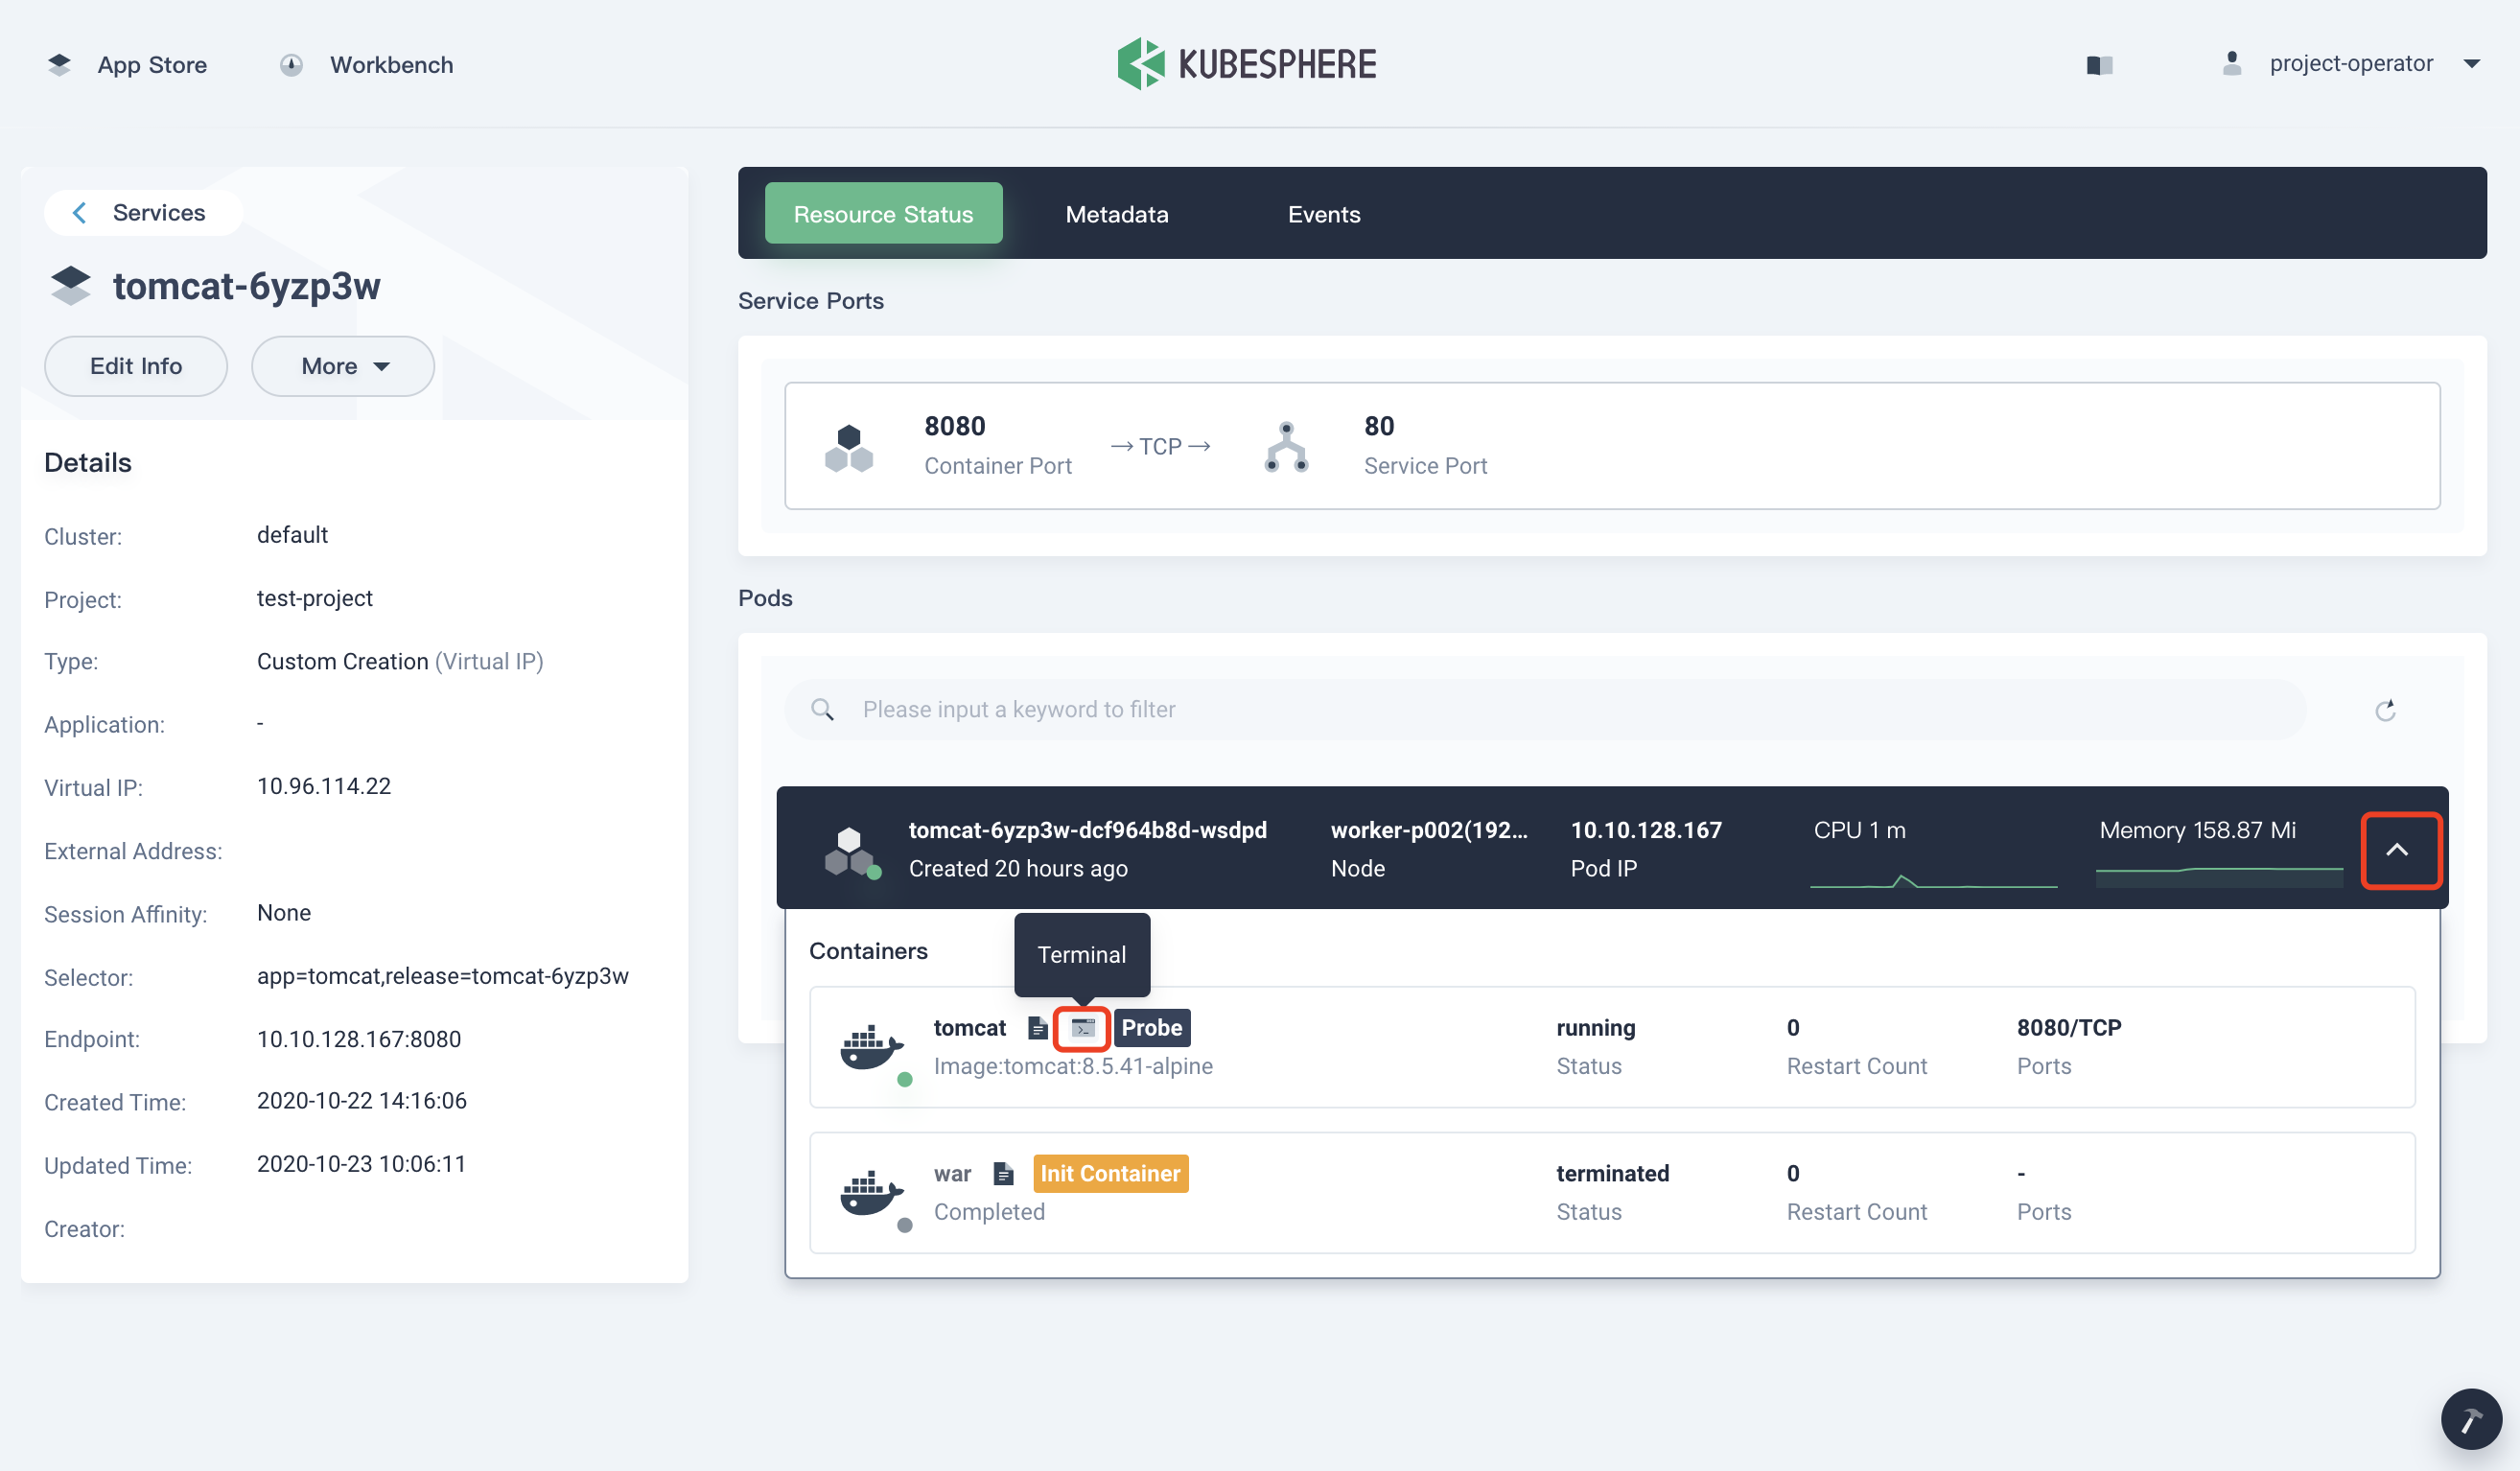 App Store
Workbench
KUBESPHERE
project-operator
Services
tomcat-6yzp3w
Edit Info
More
Details
Cluster: default
Project: test-project
Type: Custom Creation (Virtual IP)
Application: -
Virtual IP: 10.96.114.22
External Address:
Session Affinity: None
Selector: app=tomcat,release=tomcat-6yzp3w
Endpoint: 10.10.128.167:8080
Created Time: 2020-10-22 14:16:06
Updated Time: 2020-10-23 10:06:11
Creator:
Resource Status
Metadata
Events
Service Ports
8080
Container Port
TCP
80
Service Port
Pods
Please input a keyword to filter
tomcat-6yzp3w-dcf964b8d-wsdpd
Created 20 hours ago
worker-p002(192...
Node
10.10.128.167
Pod IP
CPU 1 m
Memory 158.87 Mi
Containers
Terminal
tomcat
Probe
Image:tomcat:8.5.41-alpine
running
Status
0
Restart Count
8080/TCP
Ports
war
Init Container
Completed
terminated
Status
0
Restart Count
-
Ports